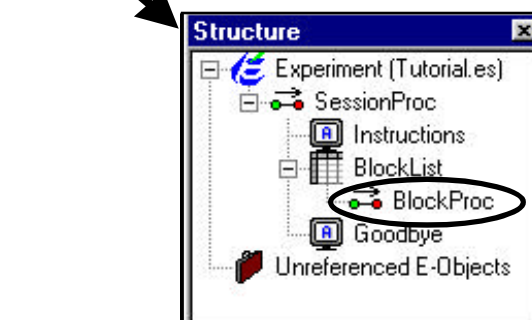 Structure
Experiment (Tutorial.es)
SessionProc
A Instructions
BlockList
BlockProc
A Goodbye
Unreferenced E-Objects